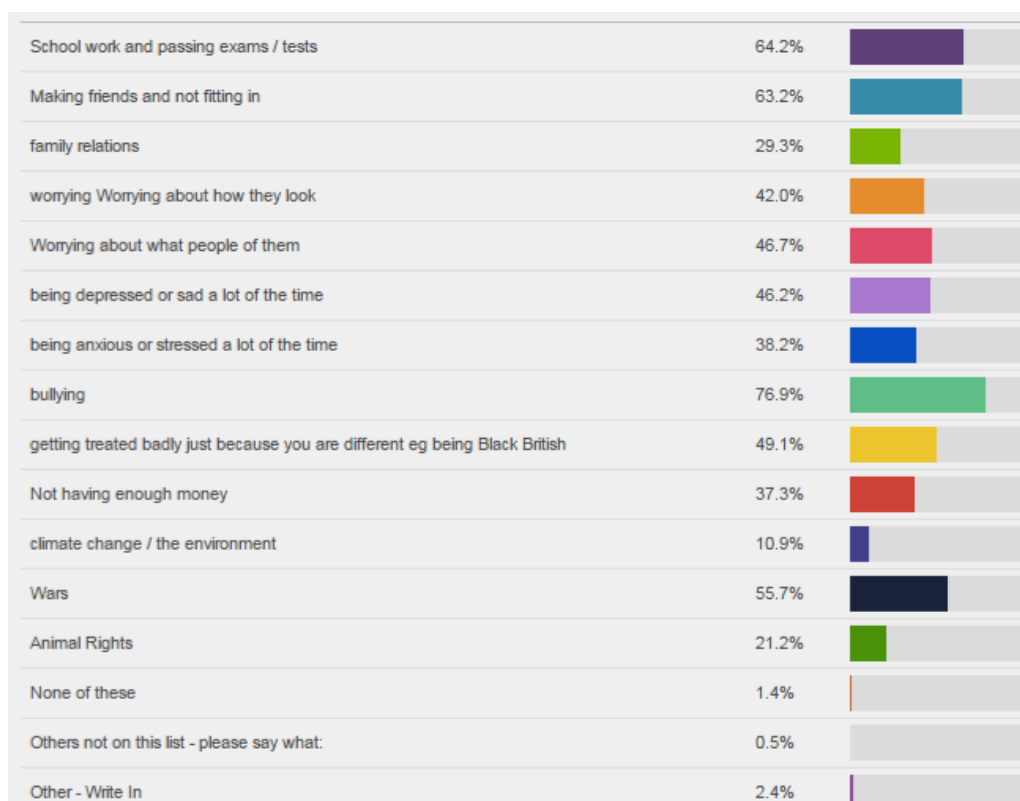 School work and passing exams / tests 64.2%
Making friends and not fitting in 63.2%
family relations 29.3%
worrying Worrying about how they look 42.0%
Worrying about what people of them 46.7%
being depressed or sad a lot of the time 46.2%
being anxious or stressed a lot of the time 38.2%
bullying 76.9%
getting treated badly just because you are different eg being Black British 49.1%
Not having enough money 37.3%
climate change / the environment 10.9%
Wars 55.7%
Animal Rights 21.2%
None of these 1.4%
Others not on this list - please say what: 0.5%
Other - Write In 2.4%